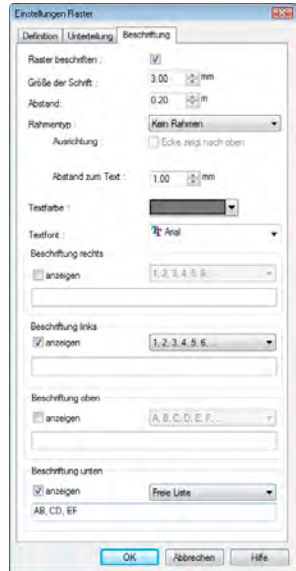 Einstellungen Raster
Definition Unterteilung Beschriftung
Raster beschriften :
Größe der Schrift : 3.00 mm
Abstand: 0.20 m
Rahmentyp : Kein Rahmen
Ausrichtung : Ecke zeigt nach oben
Abstand zum Text : 1.00 mm
Textfarbe :
Textfont : Arial
Beschriftung rechts
anzeigen 1, 2, 3, 4, 5, 6, ...
Beschriftung links
anzeigen 1, 2, 3, 4, 5, 6, ...
Beschriftung oben
anzeigen A, B, C, D, E, F, ...
Beschriftung unten
anzeigen Freie Liste
AB, CD, EF
OK Abbrechen Hilfe